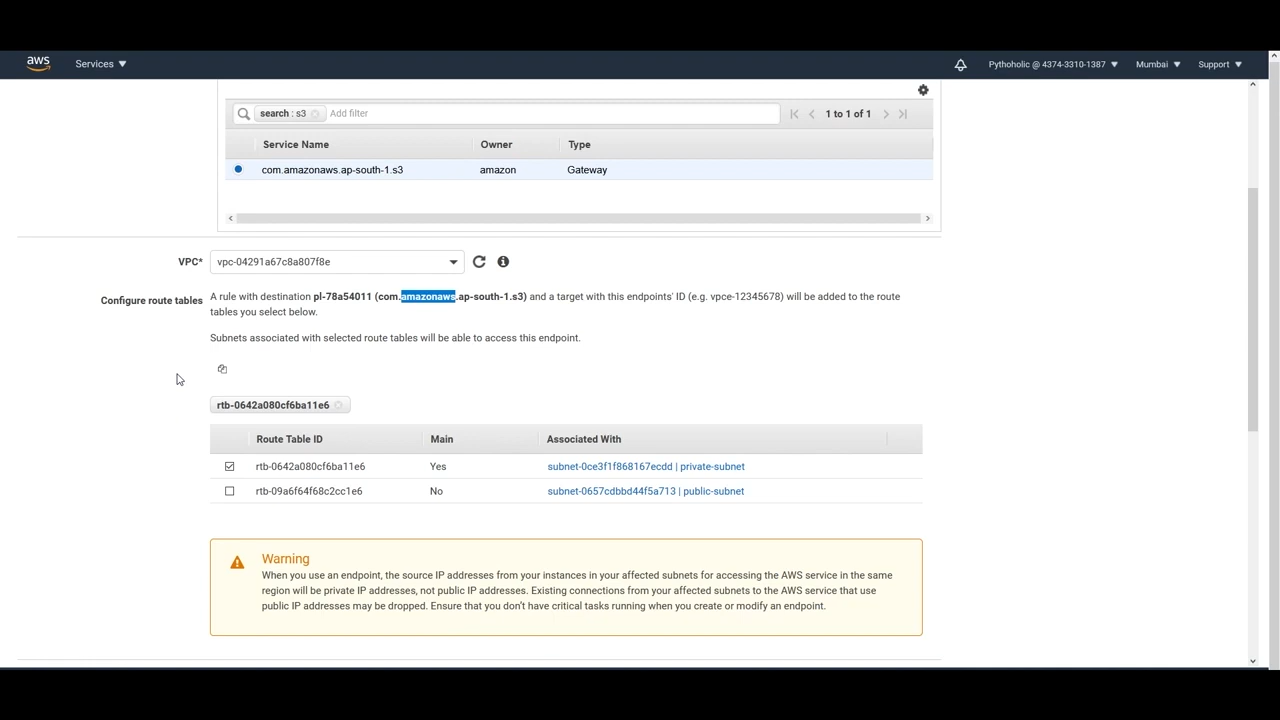 aws
Services
Pythoholic @ 4374-3310-1387
Mumbai
Support
search : s3
Add filter
1 to 1 of 1
Service Name
Owner
Type
com.amazonaws.ap-south-1.s3
amazon
Gateway
VPC*
vpc-04291a67c8a807f8e
Configure route tables
A rule with destination pl-78a54011 (com.amazonaws.ap-south-1.s3) and a target with this endpoints' ID (e.g. vpce-12345678) will be added to the route
tables you select below.
Subnets associated with selected route tables will be able to access this endpoint.
rtb-0642a080cf6ba11e6
Route Table ID
Main
Associated With
rtb-0642a080cf6ba11e6
Yes
subnet-0ce3f1f868167ecdd | private-subnet
rtb-09a6f64f68c2cc1e6
No
subnet-0657cdbbd44f5a713 | public-subnet
Warning
When you use an endpoint, the source IP addresses from your instances in your affected subnets for accessing the AWS service in the same
region will be private IP addresses, not public IP addresses. Existing connections from your affected subnets to the AWS service that use
public IP addresses may be dropped. Ensure that you don't have critical tasks running when you create or modify an endpoint.